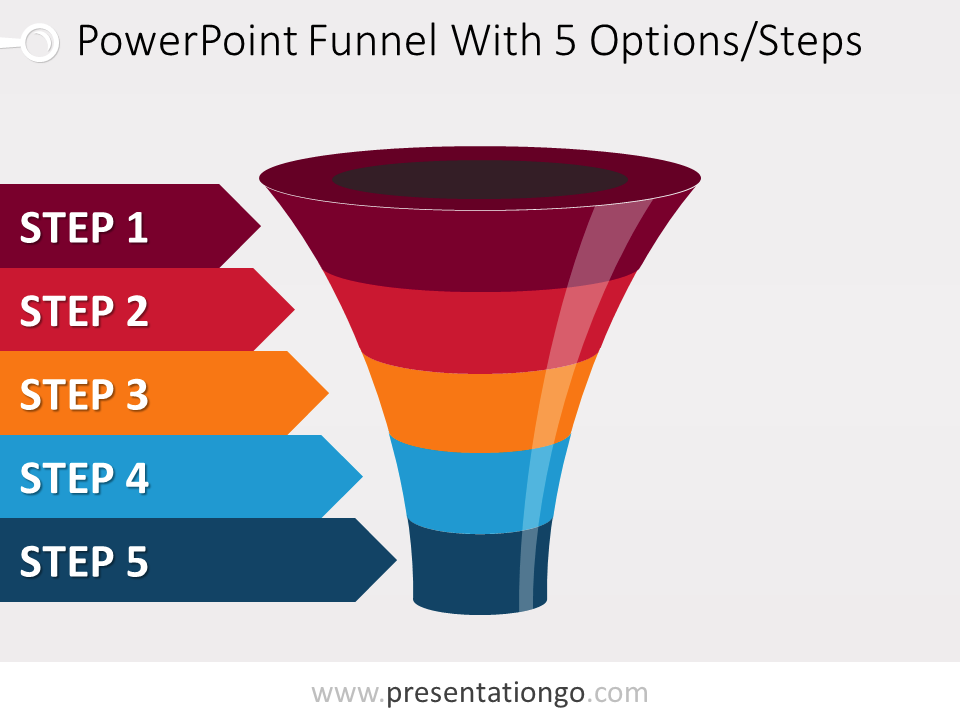 PowerPoint Funnel With 5 Options/Steps
STEP 1
STEP 2
STEP 3
STEP 4
STEP 5
www.presentationgo.com